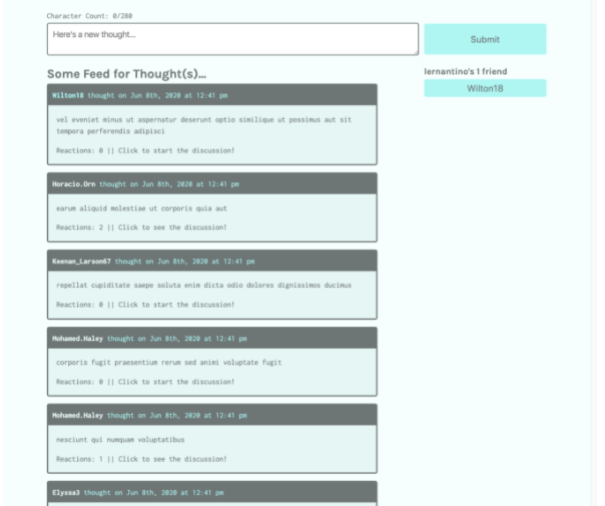 Character Count: 0/280
Here's a new thought...
Submit
Some Feed for Thought(s)...
lernantino's 1 friend
Wilton18
Wilton18 thought on Jun 8th, 2020 at 12:41 pm
vel eveniet minus ut aspernatur deserunt optio similique ut possimus aut sit
tempora perferendis adipisci
Reactions: 0 || Click to start the discussion!
Horacio.Orn thought on Jun 8th, 2020 at 12:41 pm
earum aliquid molestiae ut corporis quia aut
Reactions: 2 || Click to see the discussion!
Keenan_Larson67 thought on Jun 8th, 2020 at 12:41 pm
repellat cupiditate saepe soluta enim dicta odio dolores dignissimos ducimus
Reactions: 0 || Click to start the discussion!
Mohamed.Haley thought on Jun 8th, 2020 at 12:41 pm
corporis fugit praesentium rerum sed animi voluptate fugit
Reactions: 0 || Click to start the discussion!
Mohamed.Haley thought on Jun 8th, 2020 at 12:41 pm
nesciunt qui numquam voluptatibus
Reactions: 1 || Click to see the discussion!
Elyssa3 thought on Jun 8th, 2020 at 12:41 pm